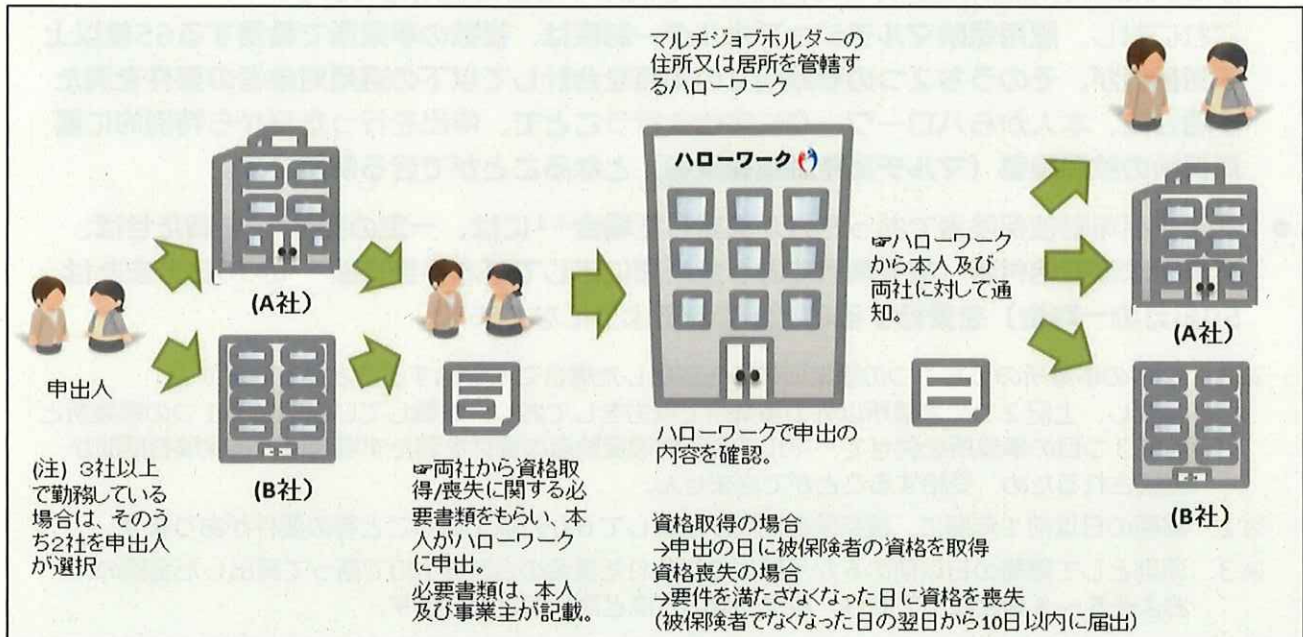 マルチジョブホルダーの
住所又は居所を管轄す
るハローワーク
ハローワーク
(A社)
申出人
(B社)
(注) 3社以上
で勤務している
場合は、そのう
ち2社を申出人
が選択
☞両社から資格取
得/喪失に関する必
要書類をもらい、本
人がハローワーク
に申出。
必要書類は、本人
及び事業主が記載。
ハローワークで申出の
内容を確認。
資格取得の場合
→申出の日に被保険者の資格を取得
資格喪失の場合
→要件を満たさなくなった日に資格を喪失
(被保険者でなくなった日の翌日から10日以内に届出)
☞ハローワーク
から本人及び
両社に対して通
知。
(A社)
(B社)